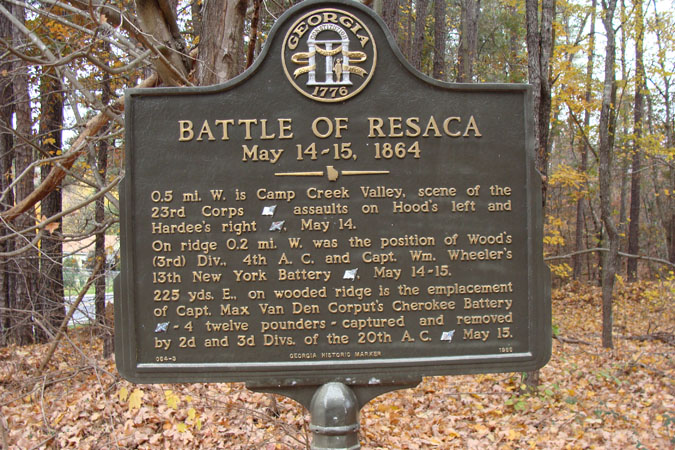 GEORGIA
1776
BATTLE OF RESACA
May 14-15, 1864
0.5 mi. W. is Camp Creek Valley, scene of the
23rd Corps assaults on Hood's left and
Hardee's right, May 14.
On ridge 0.2 mi. W. was the position of Wood's
(3rd) Div., 4th A. C. and Capt. Wm. Wheeler's
13th New York Battery, May 14-15.
225 yds. E., on wooded ridge is the emplacement
of Capt. Max Van Den Corput's Cherokee Battery
- 4 twelve pounders - captured and removed
by 2d and 3d Divs. of the 20th A. C. May 15.
064-3 GEORGIA HISTORIC MARKER